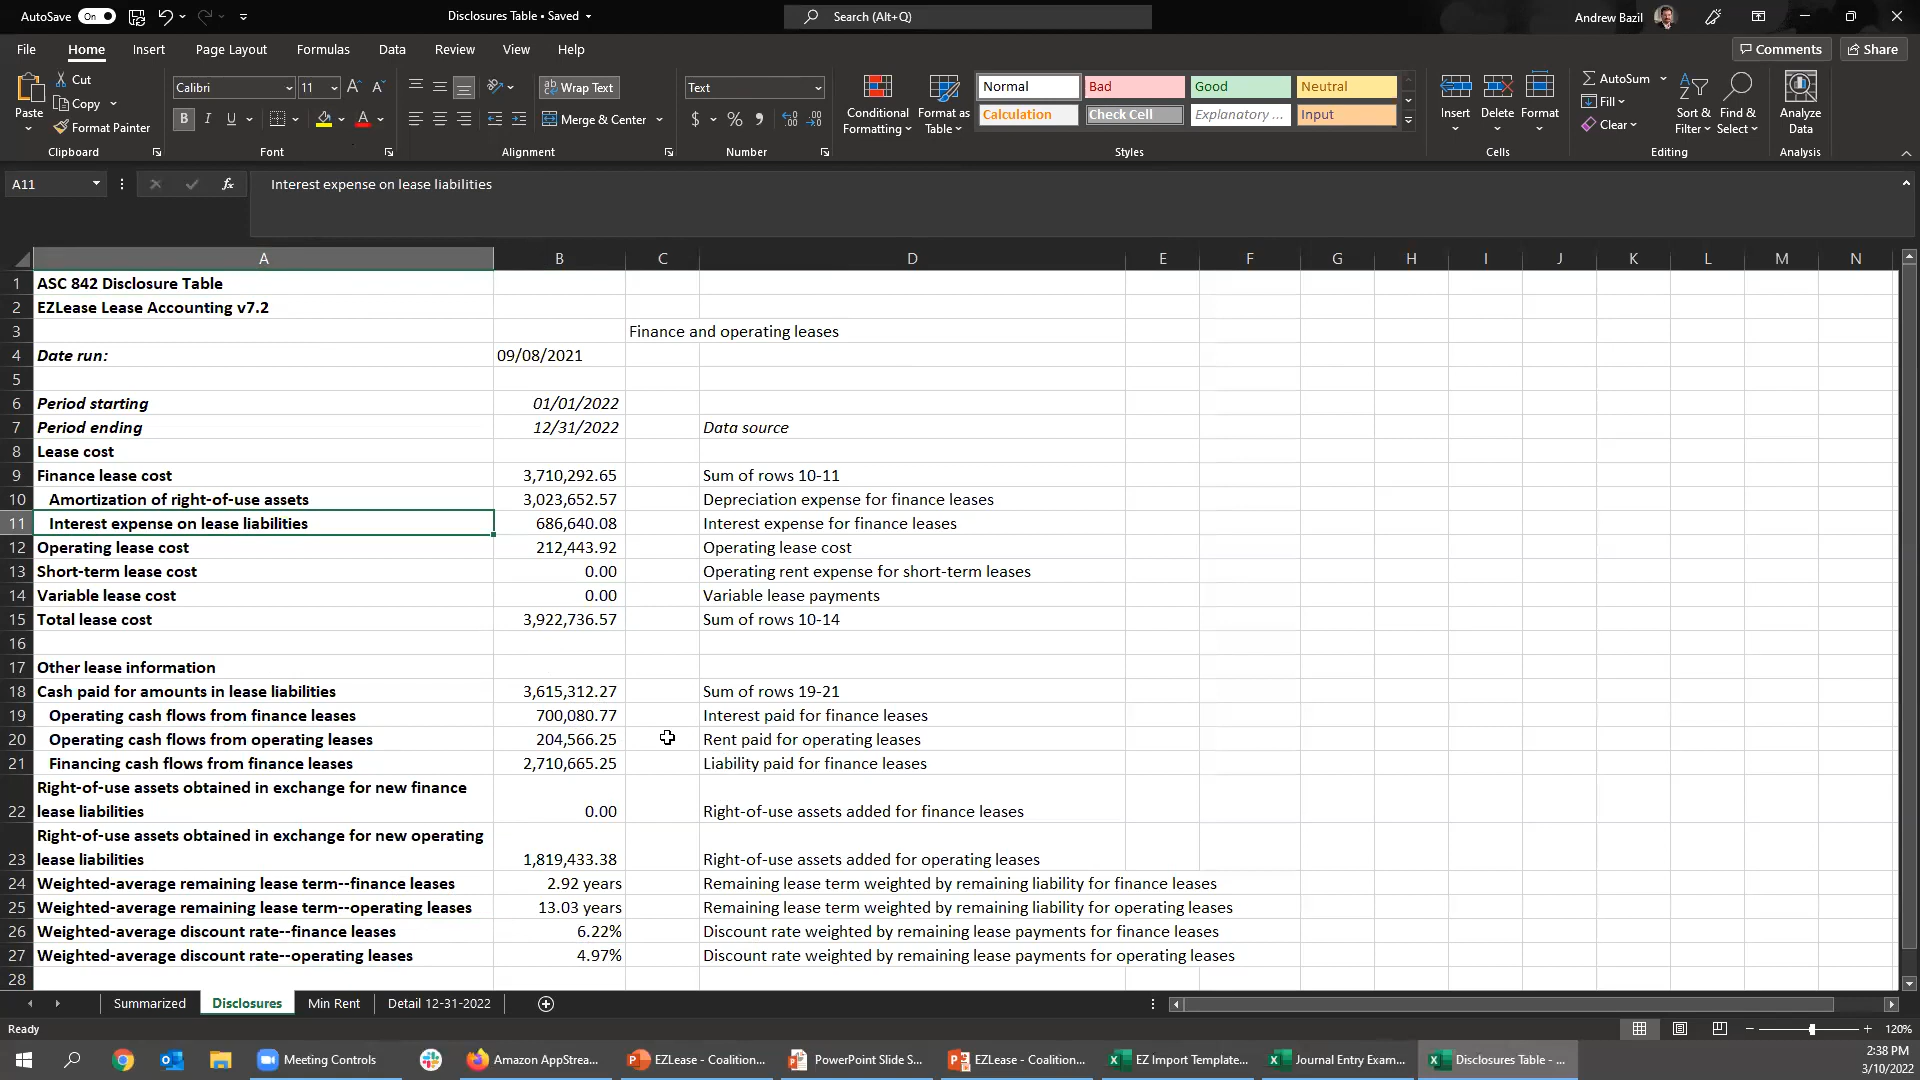 AutoSave On Disclosures Table • Saved Search (Alt+Q) Andrew Bazil
File Home Insert Page Layout Formulas Data Review View Help Comments Share
Paste Cut Copy Format Painter Clipboard
Calibri 11 A A B I U A Font
ab Wrap Text Merge & Center Alignment
Text $ % Number
Conditional Formatting Format as Table
Normal Bad Good Neutral
Calculation Check Cell Explanatory ... Input
Styles
Insert Delete Format Cells
AutoSum Fill Clear Sort & Filter Find & Select Editing
Analyze Data Analysis
A11 fx Interest expense on lease liabilities
A B C D E F G H I J K L M N
1 ASC 842 Disclosure Table
2 EZLease Lease Accounting v7.2
3 Finance and operating leases
4 Date run: 09/08/2021
5
6 Period starting 01/01/2022
7 Period ending 12/31/2022 Data source
8 Lease cost
9 Finance lease cost 3,710,292.65 Sum of rows 10-11
10 Amortization of right-of-use assets 3,023,652.57 Depreciation expense for finance leases
11 Interest expense on lease liabilities 686,640.08 Interest expense for finance leases
12 Operating lease cost 212,443.92 Operating lease cost
13 Short-term lease cost 0.00 Operating rent expense for short-term leases
14 Variable lease cost 0.00 Variable lease payments
15 Total lease cost 3,922,736.57 Sum of rows 10-14
16
17 Other lease information
18 Cash paid for amounts in lease liabilities 3,615,312.27 Sum of rows 19-21
19 Operating cash flows from finance leases 700,080.77 Interest paid for finance leases
20 Operating cash flows from operating leases 204,566.25 Rent paid for operating leases
21 Financing cash flows from finance leases 2,710,665.25 Liability paid for finance leases
Right-of-use assets obtained in exchange for new finance
22 lease liabilities 0.00 Right-of-use assets added for finance leases
Right-of-use assets obtained in exchange for new operating
23 lease liabilities 1,819,433.38 Right-of-use assets added for operating leases
24 Weighted-average remaining lease term--finance leases 2.92 years Remaining lease term weighted by remaining liability for finance leases
25 Weighted-average remaining lease term--operating leases 13.03 years Remaining lease term weighted by remaining liability for operating leases
26 Weighted-average discount rate--finance leases 6.22% Discount rate weighted by remaining lease payments for finance leases
27 Weighted-average discount rate--operating leases 4.97% Discount rate weighted by remaining lease payments for operating leases
28
Summarized Disclosures Min Rent Detail 12-31-2022
Ready 120%
Meeting Controls Amazon AppStrea... EZLease - Coalition... PowerPoint Slide S... EZLease - Coalition... EZ Import Template... Journal Entry Exam... Disclosures Table - ...
2:38 PM
3/10/2022